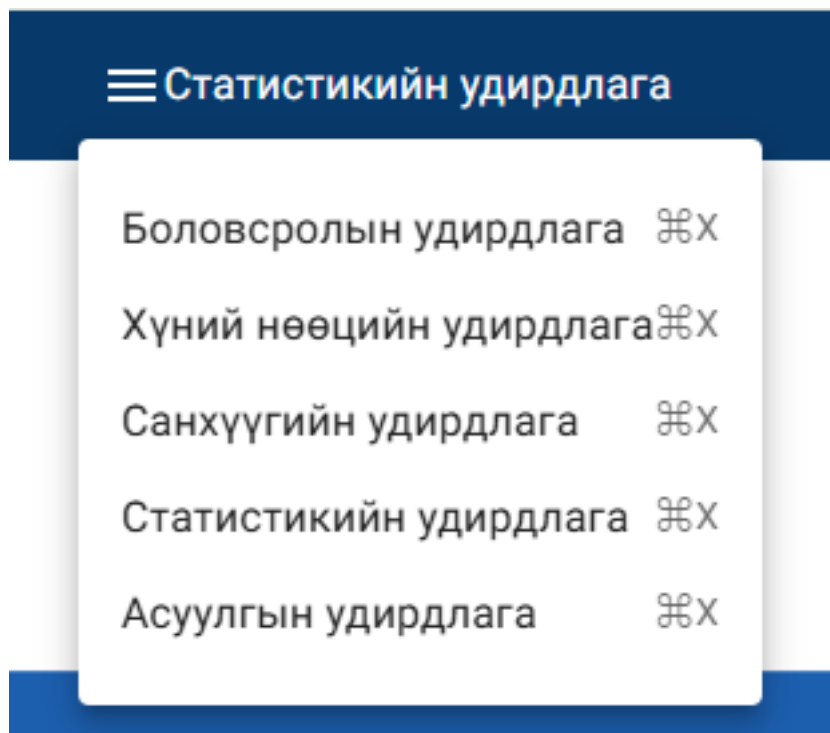 Статистикийн удирдлага
Боловсролын удирдлага ⌘X
Хүний нөөцийн удирдлага⌘X
Санхүүгийн удирдлага ⌘X
Статистикийн удирдлага ⌘X
Асуулгын удирдлага ⌘X